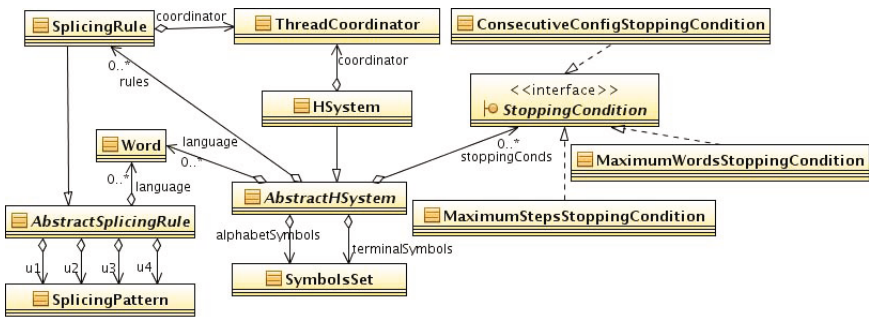 SplicingRule
coordinator
ThreadCoordinator
ConsecutiveConfigStoppingCondition
0..*
rules
coordinator
HSystem
<<interface>>
StoppingCondition
Word
language
0..*
0..*
language
0..*
stoppingConds
MaximumWordsStoppingCondition
AbstractSplicingRule
AbstractHSystem
MaximumStepsStoppingCondition
alphabetSymbols
terminalSymbols
u1
u2
u3
u4
SplicingPattern
SymbolsSet